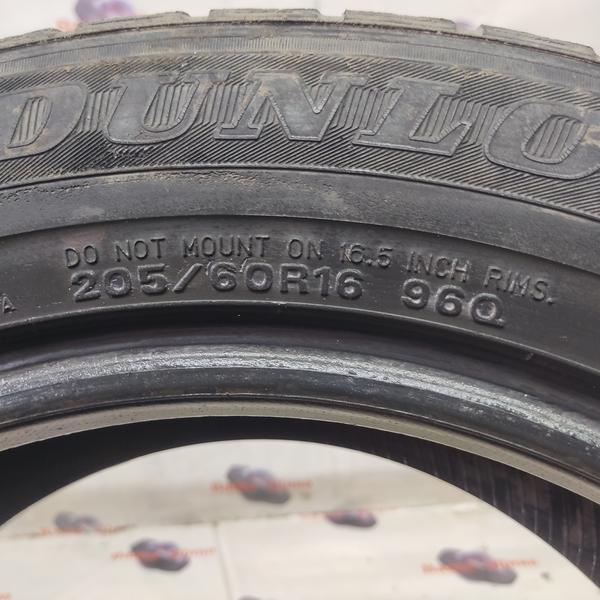 DUNLO
DO NOT MOUNT ON 16.5 INCH RIMS.
205/60R16 96Q